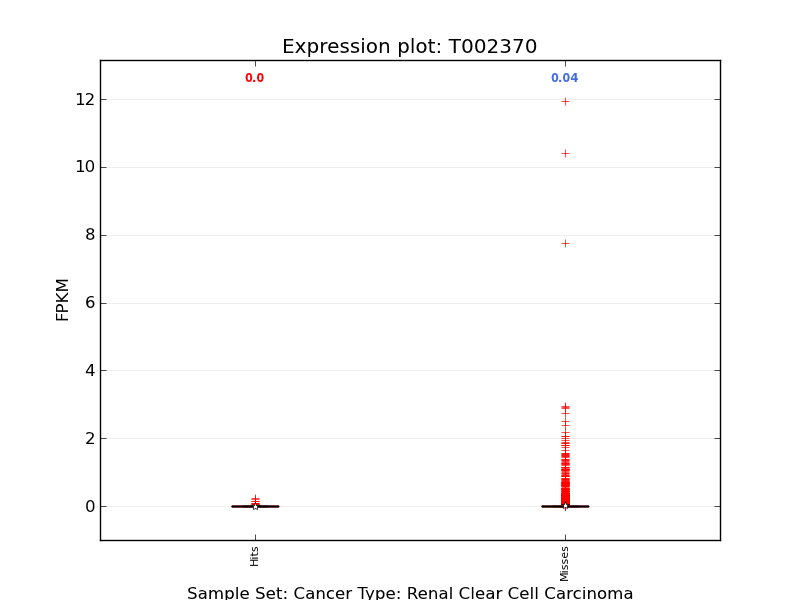 Expression plot: T002370
0.0
0.04
12
10
8
6
4
2
0
FPKM
Hits
Misses
Sample Set: Cancer Type: Renal Clear Cell Carcinoma